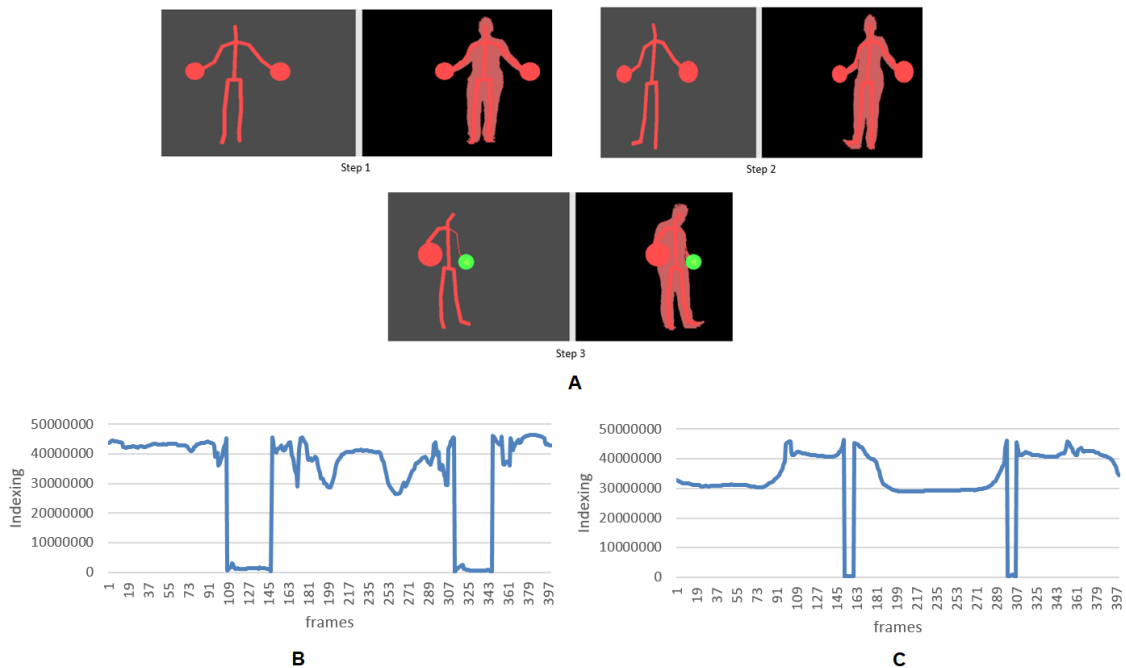 Step 1
Step 2
Step 3
A
50000000
40000000
30000000
20000000
10000000
0
Indexing
1 19 37 55 73 91 109 127 145 163 181 199 217 235 253 271 289 307 325 343 361 379 397
frames
B
50000000
40000000
30000000
20000000
10000000
0
Indexing
1 19 37 55 73 91 109 127 145 163 181 199 217 235 253 271 289 307 325 343 361 379 397
frames
C